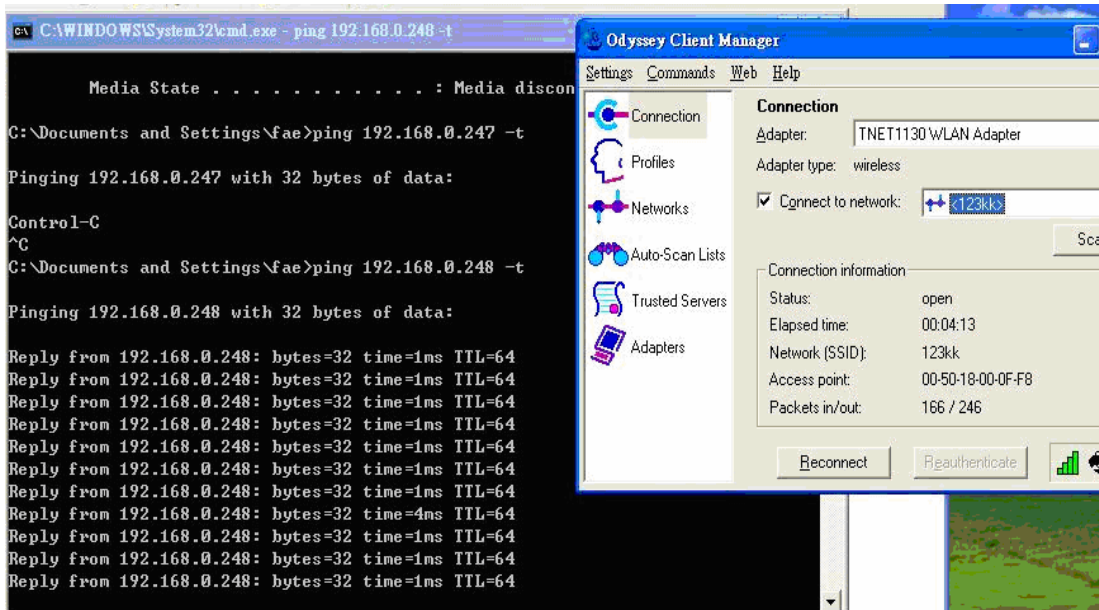 C:\WINDOWS\System32\cmd.exe - ping 192.168.0.248 -t
Media State . . . . . . . . . . . : Media discon
C:\Documents and Settings\fae>ping 192.168.0.247 -t
Pinging 192.168.0.247 with 32 bytes of data:
Control-C
^C
C:\Documents and Settings\fae>ping 192.168.0.248 -t
Pinging 192.168.0.248 with 32 bytes of data:
Reply from 192.168.0.248: bytes=32 time=1ms TTL=64
Reply from 192.168.0.248: bytes=32 time=1ms TTL=64
Reply from 192.168.0.248: bytes=32 time=1ms TTL=64
Reply from 192.168.0.248: bytes=32 time=1ms TTL=64
Reply from 192.168.0.248: bytes=32 time=1ms TTL=64
Reply from 192.168.0.248: bytes=32 time=1ms TTL=64
Reply from 192.168.0.248: bytes=32 time=1ms TTL=64
Reply from 192.168.0.248: bytes=32 time=4ms TTL=64
Reply from 192.168.0.248: bytes=32 time=1ms TTL=64
Reply from 192.168.0.248: bytes=32 time=1ms TTL=64
Reply from 192.168.0.248: bytes=32 time=1ms TTL=64
Odyssey Client Manager
Settings Commands Web Help
Connection
Profiles
Networks
Auto-Scan Lists
Trusted Servers
Adapters
Connection
Adapter: TNET1130 WLAN Adapter
Adapter type: wireless
Connect to network: <123kk>
Sca
Connection information
Status: open
Elapsed time: 00:04:13
Network (SSID): 123kk
Access point: 00-50-18-00-0F-F8
Packets in/out: 166 / 246
Reconnect Reauthenticate